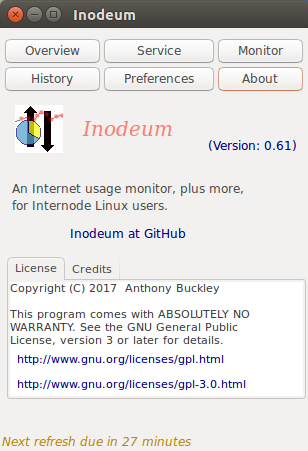 Inodeum
Overview Service Monitor
History Preferences About
Inodeum
(Version: 0.61)
An Internet usage monitor, plus more,
for Internode Linux users.
Inodeum at GitHub
License Credits
Copyright (C) 2017  Anthony Buckley
This program comes with ABSOLUTELY NO
WARRANTY. See the GNU General Public
License, version 3 or later for details.
http://www.gnu.org/licenses/gpl.html
http://www.gnu.org/licenses/gpl-3.0.html
Next refresh due in 27 minutes